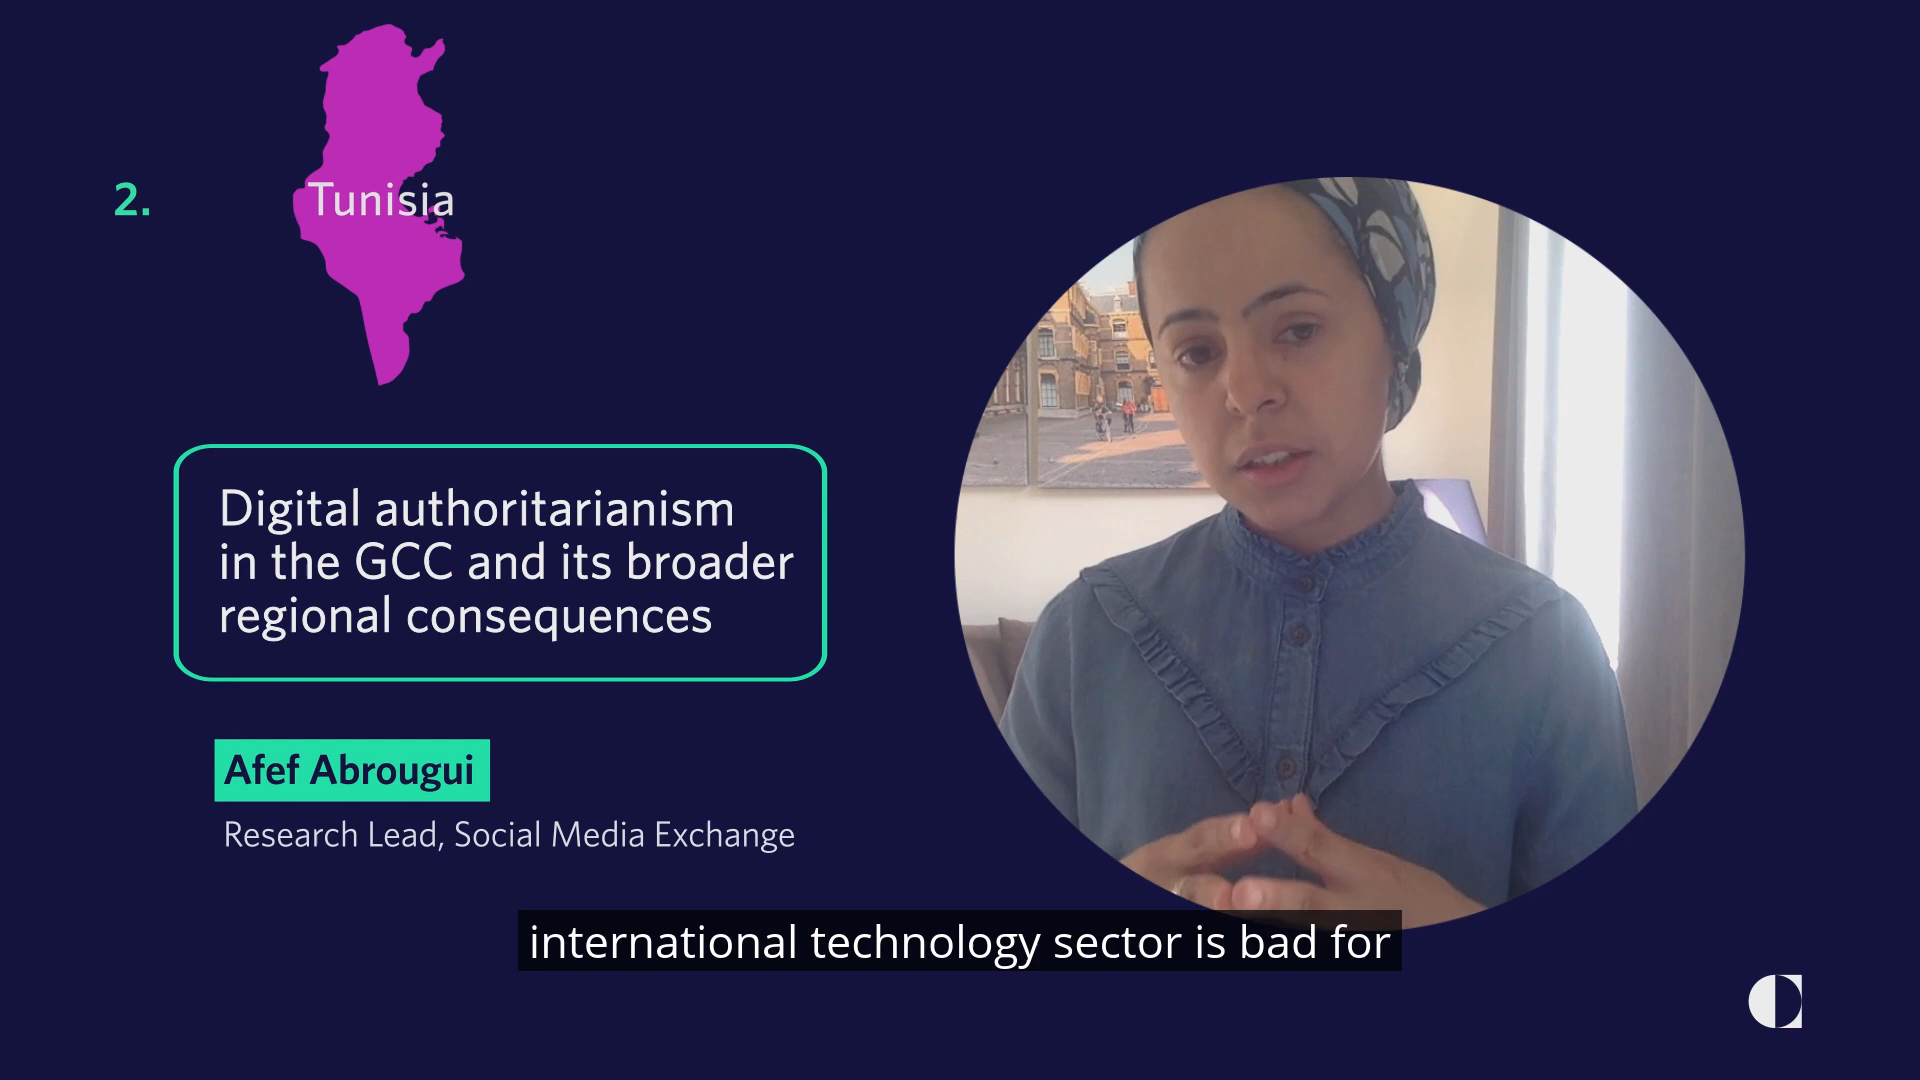 2.
Tunisia
Digital authoritarianism
in the GCC and its broader
regional consequences
Afef Abrougui
Research Lead, Social Media Exchange
international technology sector is bad for